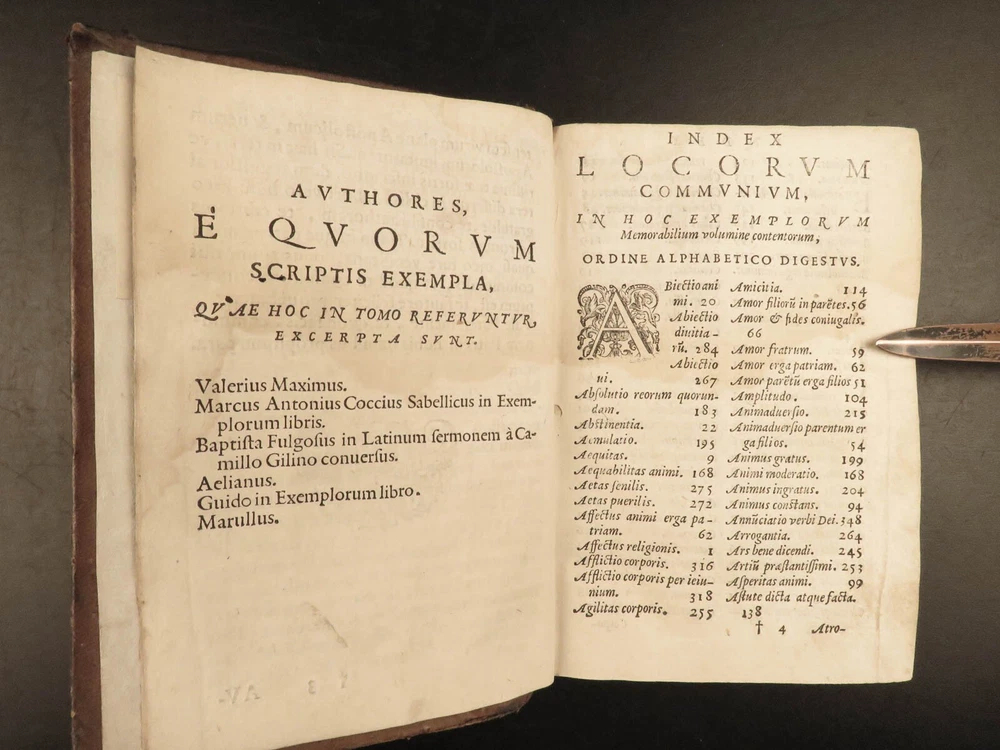 AVTHORES,
È QVORVM
SCRIPTIS EXEMPLA,
QVAE HOC IN TOMO REFERVNTVR,
EXCERPTA SVNT.
Valerius Maximus.
Marcus Antonius Coccius Sabellicus in Exem-
plorum libris.
Baptiſta Fulgoſus in Latinum ſermonem à Ca-
millo Gilino conuerſus.
Aelianus.
Guido in Exemplorum libro.
Marullus.
INDEX
LOCORVM
COMMVNIVM,
IN HOC EXEMPLORVM
Memorabilium volumine contentorum,
ORDINE ALPHABETICO DIGESTVS.
ABiectio ani
mi. 20
Abiectio
diuitia-
rū. 284
Abiectio
ui. 267
Abſolutio reorum quorun-
dam. 183
Abſtinentia. 22
Aemulatio. 195
Aequitas. 9
Aequabilitas animi. 168
Aetas ſenilis. 275
Aetas puerilis. 272
Affectus animi erga pa-
triam. 62
Affectus religionis. 1
Afflictio corporis. 316
Afflictio corporis per ieiu-
nium. 318
Agilitas corporis. 255
Amicitia. 114
Amor filiorū in parētes. 56
Amor & fides coniugalis.
66
Amor fratrum. 59
Amor erga patriam. 62
Amor parētū erga filios 51
Amplitudo. 104
Animaduerſio. 215
Animaduerſio parentum er
ga filios. 54
Animus gratus. 199
Animi moderatio. 168
Animus ingratus. 204
Animus conſtans. 94
Annūciatio verbi Dei. 348
Arrogantia. 264
Ars bene dicendi. 245
Artiū præſtantiſſimi. 253
Aſperitas animi. 99
Aſtute dicta atque facta.
138
† 4 Atro-